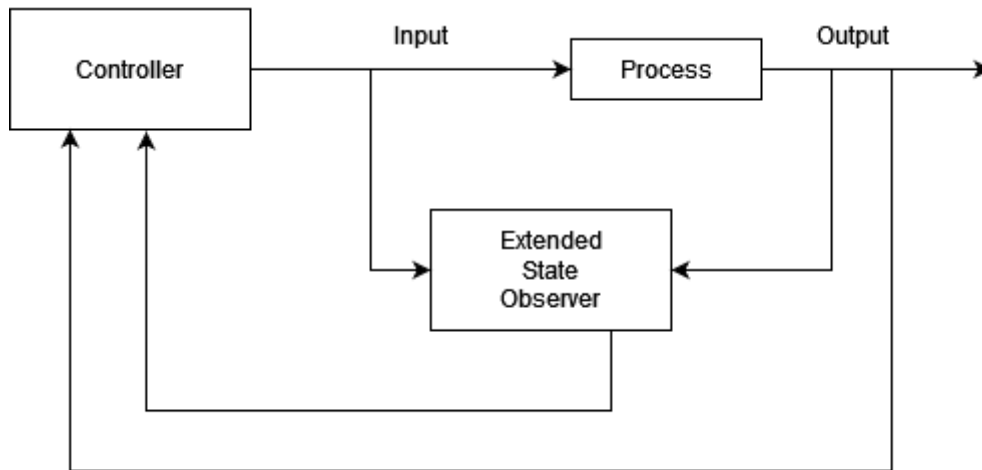 Input
Output
Controller
Process
Extended
State
Observer